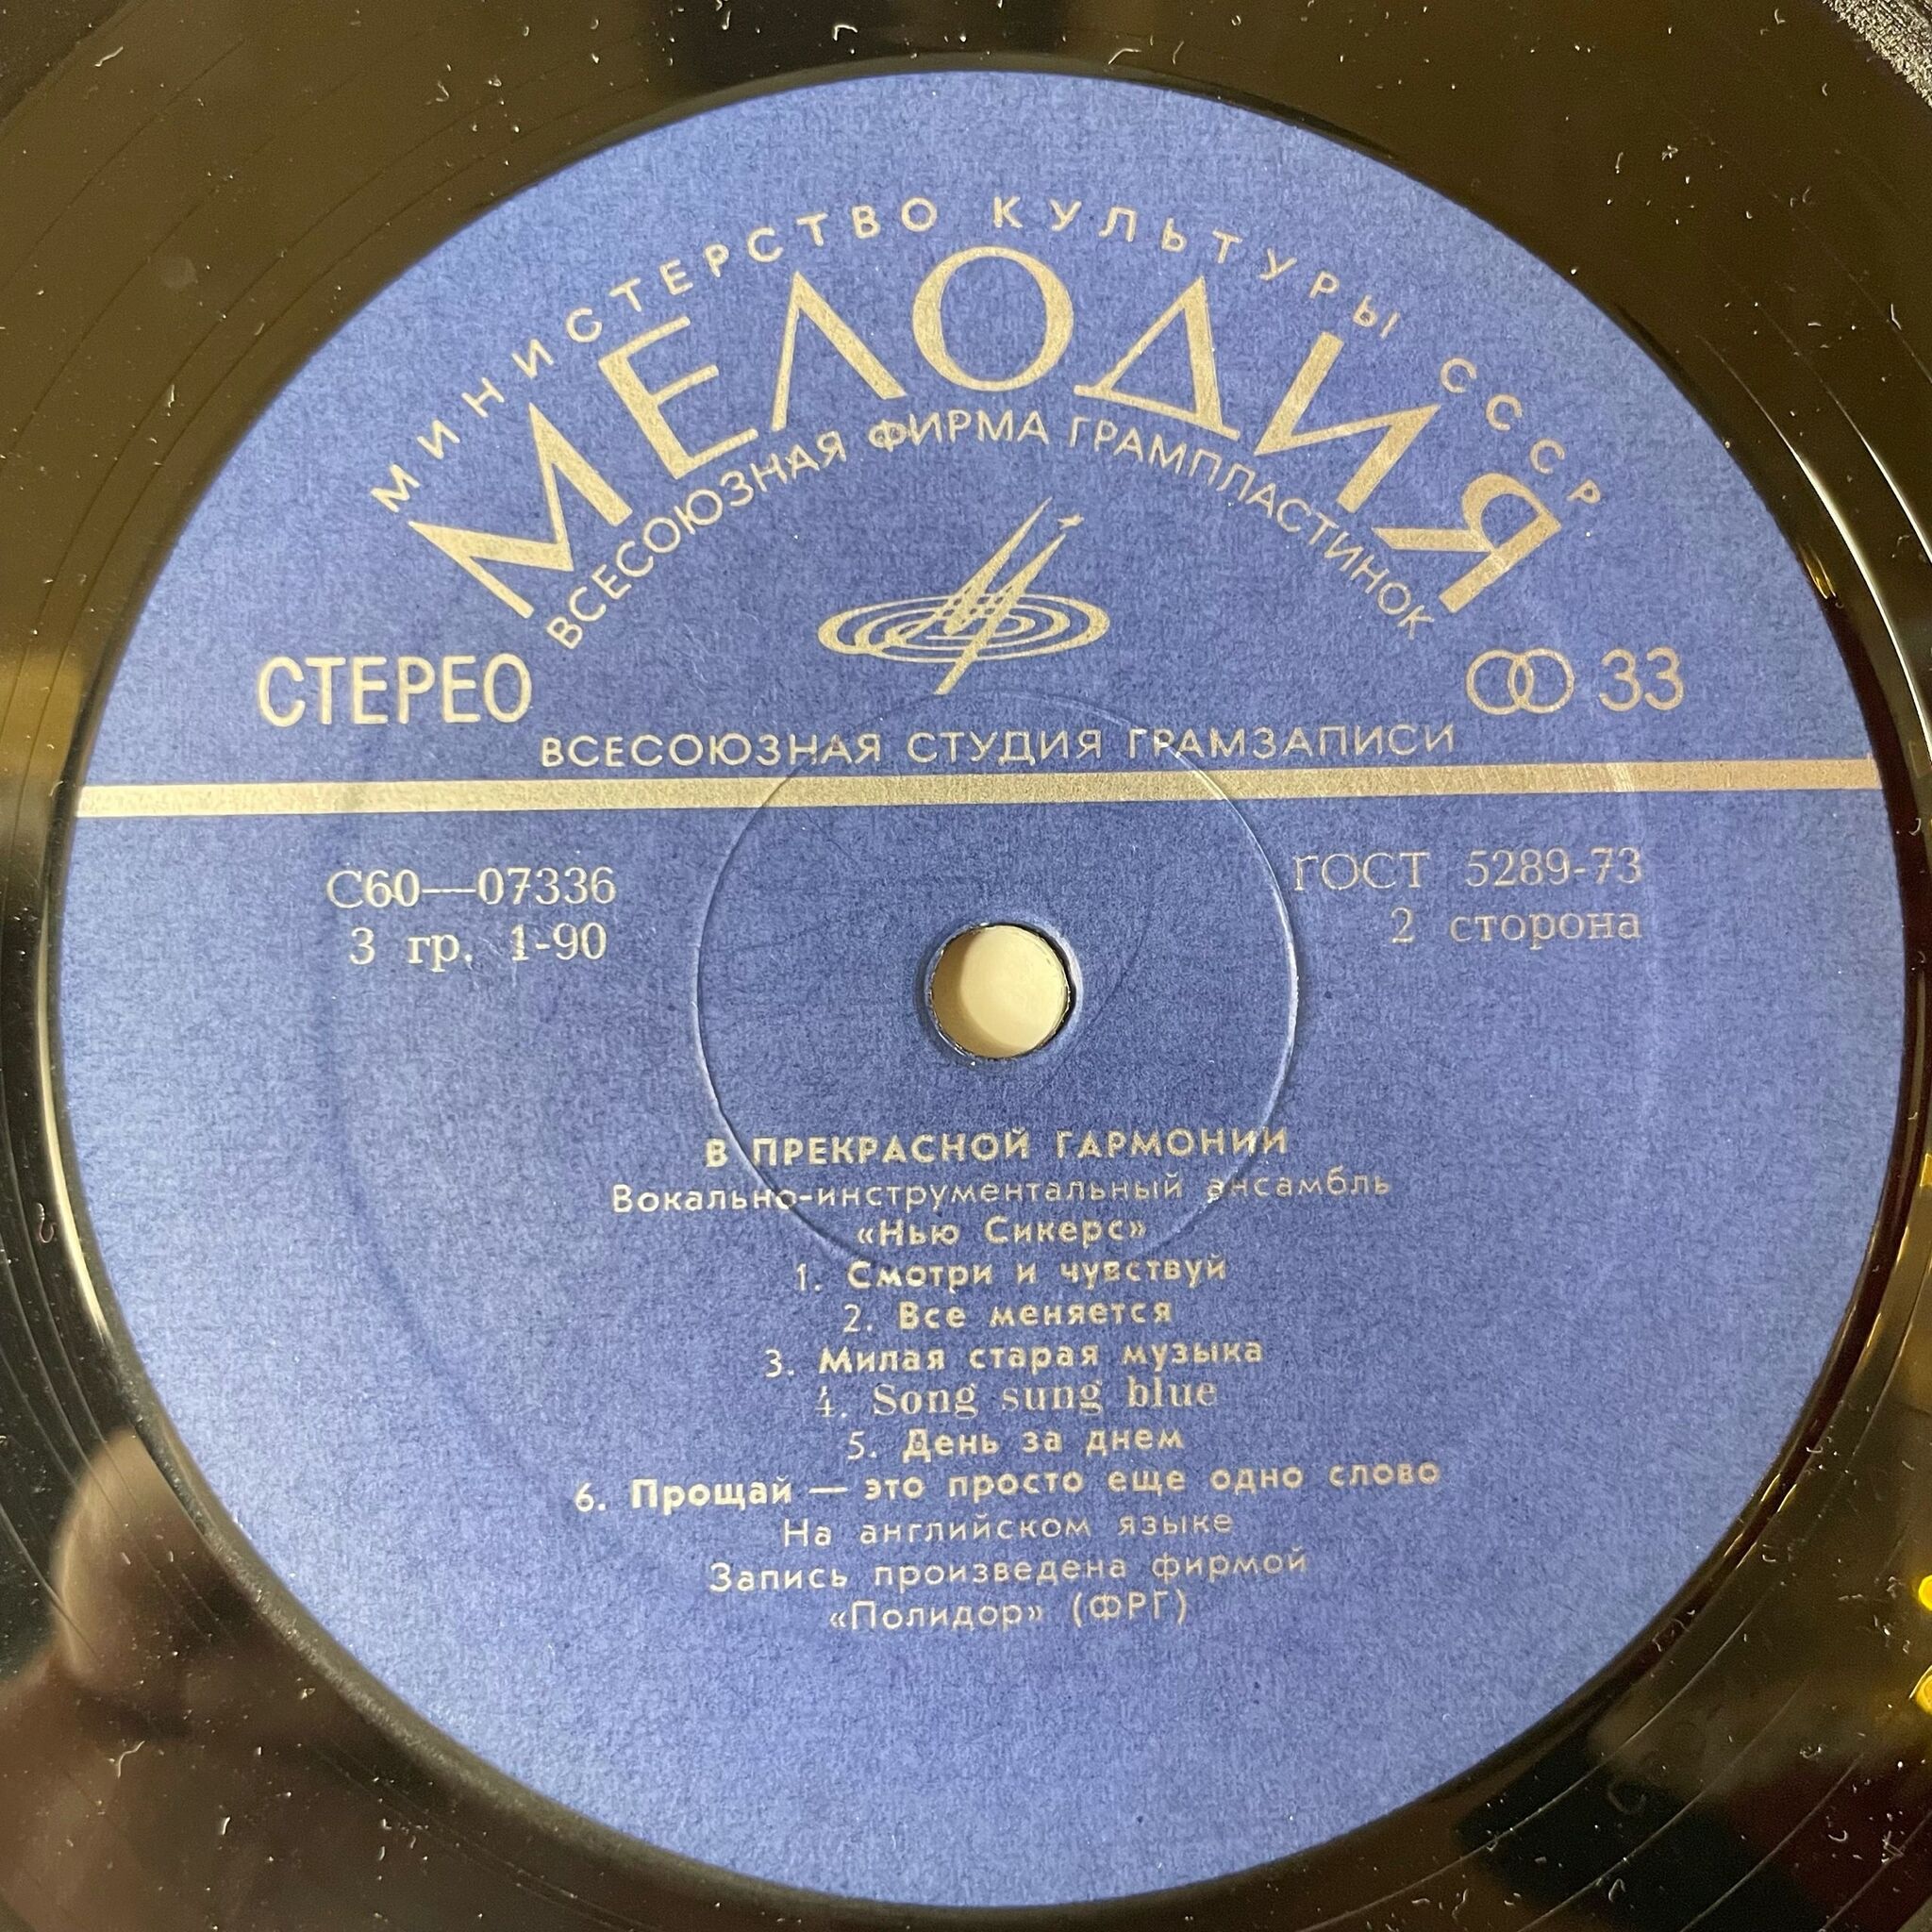 МИНИСТЕРСТВО КУЛЬТУРЫ СССР
МЕЛОДИЯ
ВСЕСОЮЗНАЯ ФИРМА ГРАМПЛАСТИНОК
СТЕРЕО
33
ВСЕСОЮЗНАЯ СТУДИЯ ГРАМЗАПИСИ
С60—07336
ГОСТ 5289-73
3 гр. 1-90
2 сторона
В ПРЕКРАСНОЙ ГАРМОНИИ
Вокально-инструментальный ансамбль
«Нью Сикерс»
1. Смотри и чувствуй
2. Все меняется
3. Милая старая музыка
4. Song sung blue
5. День за днем
6. Прощай — это просто еще одно слово
На английском языке
Запись произведена фирмой
«Полидор» (ФРГ)